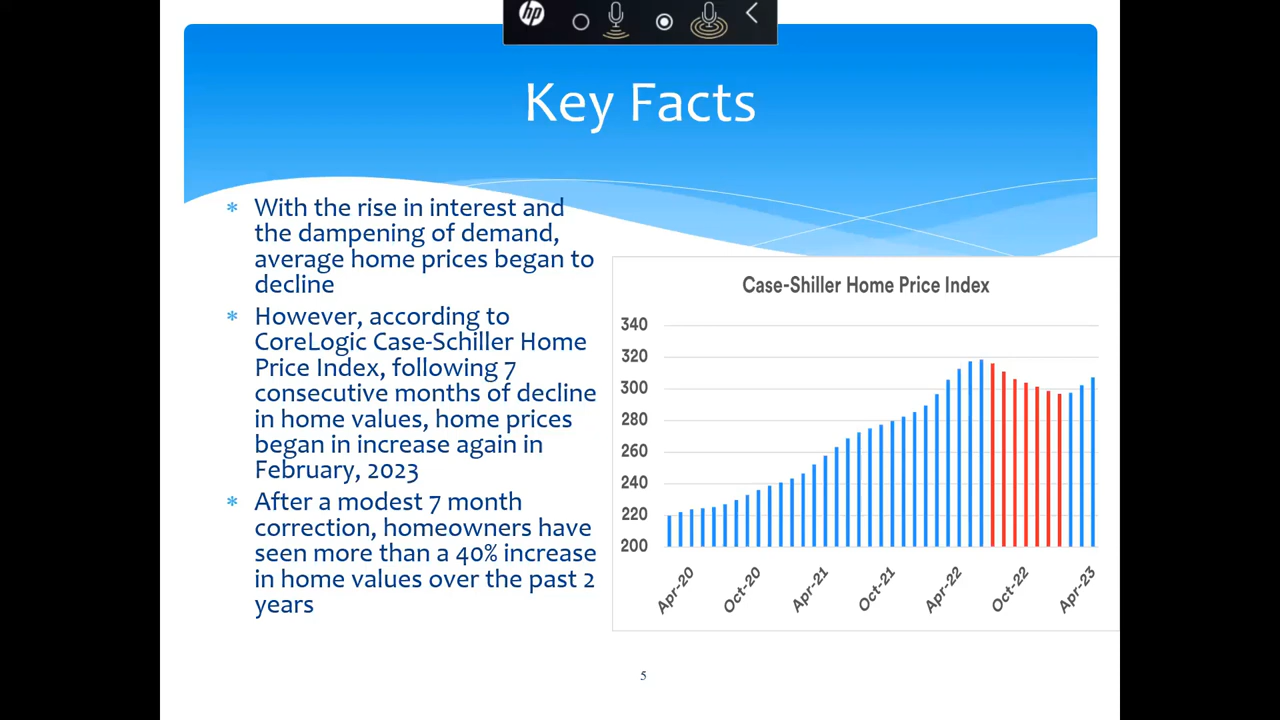 hp
Key Facts
With the rise in interest and
the dampening of demand,
average home prices began to
decline
However, according to
CoreLogic Case-Schiller Home
Price Index, following 7
consecutive months of decline
in home values, home prices
began in increase again in
February, 2023
After a modest 7 month
correction, homeowners have
seen more than a 40% increase
in home values over the past 2
years
Case-Shiller Home Price Index
340
320
300
280
260
240
220
200
Apr-20
Oct-20
Apr-21
Oct-21
Apr-22
Oct-22
Apr-23
5